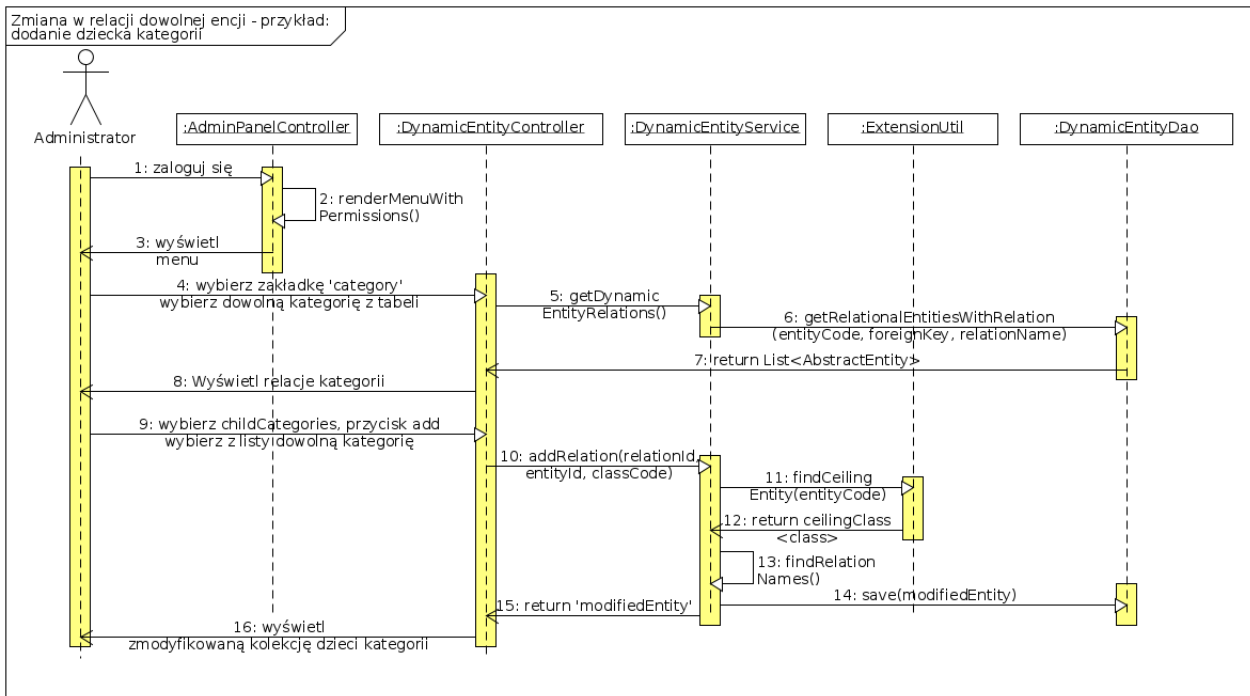 Zmiana w relacji dowolnej encji - przykład:
dodanie dziecka kategorii
Administrator
:AdminPanelController
:DynamicEntityController
:DynamicEntityService
:ExtensionUtil
:DynamicEntityDao
1: zaloguj się
2: renderMenuWith
Permissions()
3: wyświetl
menu
4: wybierz zakładkę 'category'
wybierz dowolną kategorię z tabeli
5: getDynamic
EntityRelations()
6: getRelationalEntitiesWithRelation
(entityCode, foreignKey, relationName)
7: return List<AbstractEntity>
8: Wyświetl relacje kategorii
9: wybierz childCategories, przycisk add
wybierz z listy dowolną kategorię
10: addRelation(relationId,
entityId, classCode)
11: findCeiling
Entity(entityCode)
12: return ceilingClass
<class>
13: findRelation
Names()
14: save(modifiedEntity)
15: return 'modifiedEntity'
16: wyświetl
zmodyfikowaną kolekcję dzieci kategorii